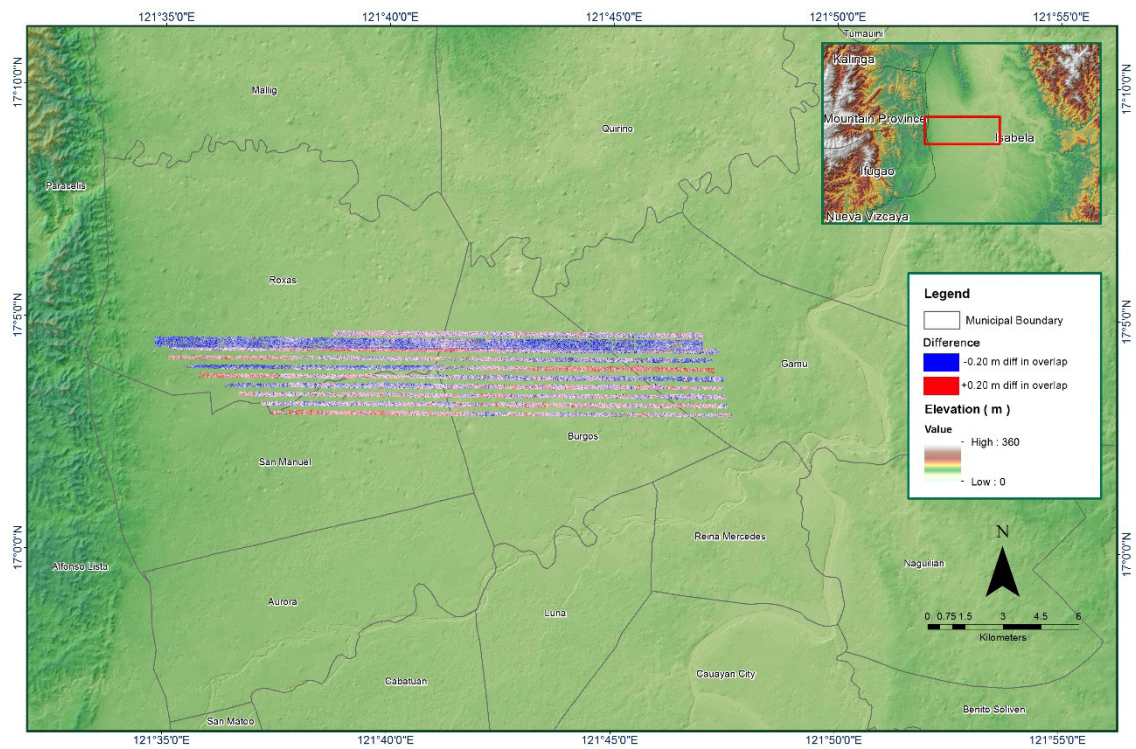 121°35'0"E 121°40'0"E 121°45'0"E 121°50'0"E 121°55'0"E
Tumauini
Kalinga
17°10'0"N
17°10'0"N
Mallig
Quirino
Mountain Province
Isabela
Paracelis
Ifugao
Nueva Vizcaya
Roxas
Legend
Municipal Boundary
Difference
-0.20 m diff in overlap
+0.20 m diff in overlap
Elevation ( m )
Value
High : 360
Low : 0
17°5'0"N
17°5'0"N
Gamu
Burgos
San Manuel
Reina Mercedes
N
17°0'0"N
17°0'0"N
Alfonso Lista
Naguilian
Aurora
Luna
0 0.75 1.5 3 4.5 6
Kilometers
Cabatuan
Cauayan City
San Mateo
Benito Soliven
121°35'0"E 121°40'0"E 121°45'0"E 121°50'0"E 121°55'0"E